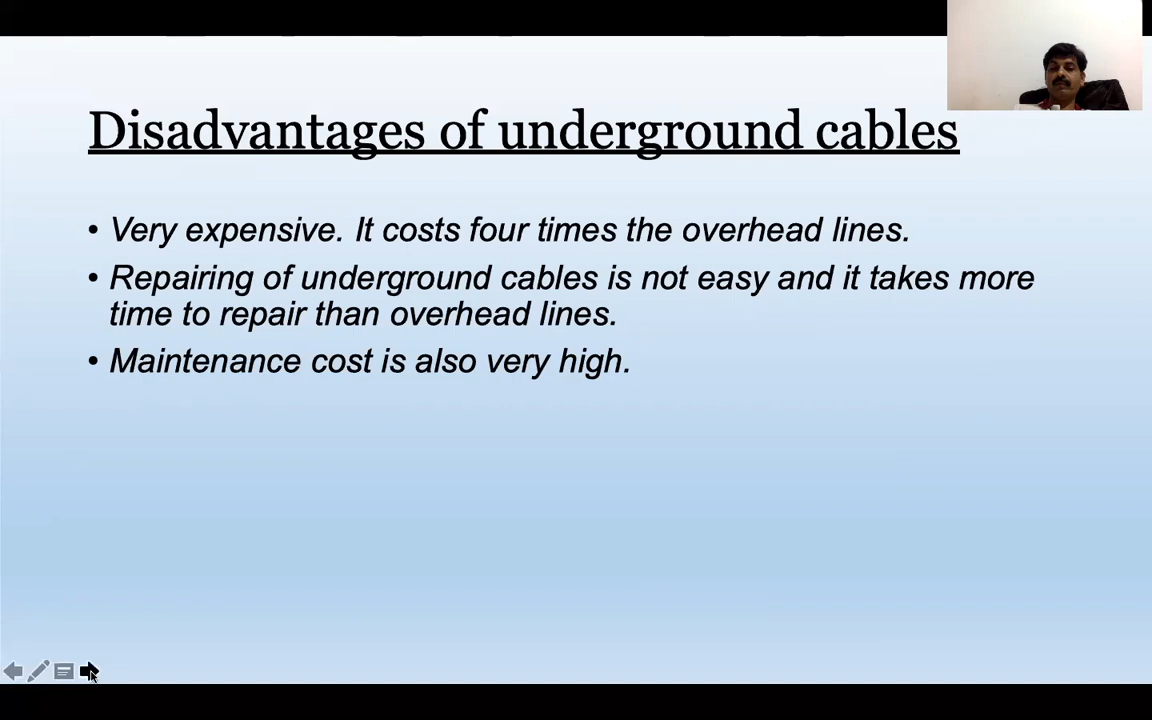 Disadvantages of underground cables
• Very expensive. It costs four times the overhead lines.
• Repairing of underground cables is not easy and it takes more
time to repair than overhead lines.
• Maintenance cost is also very high.